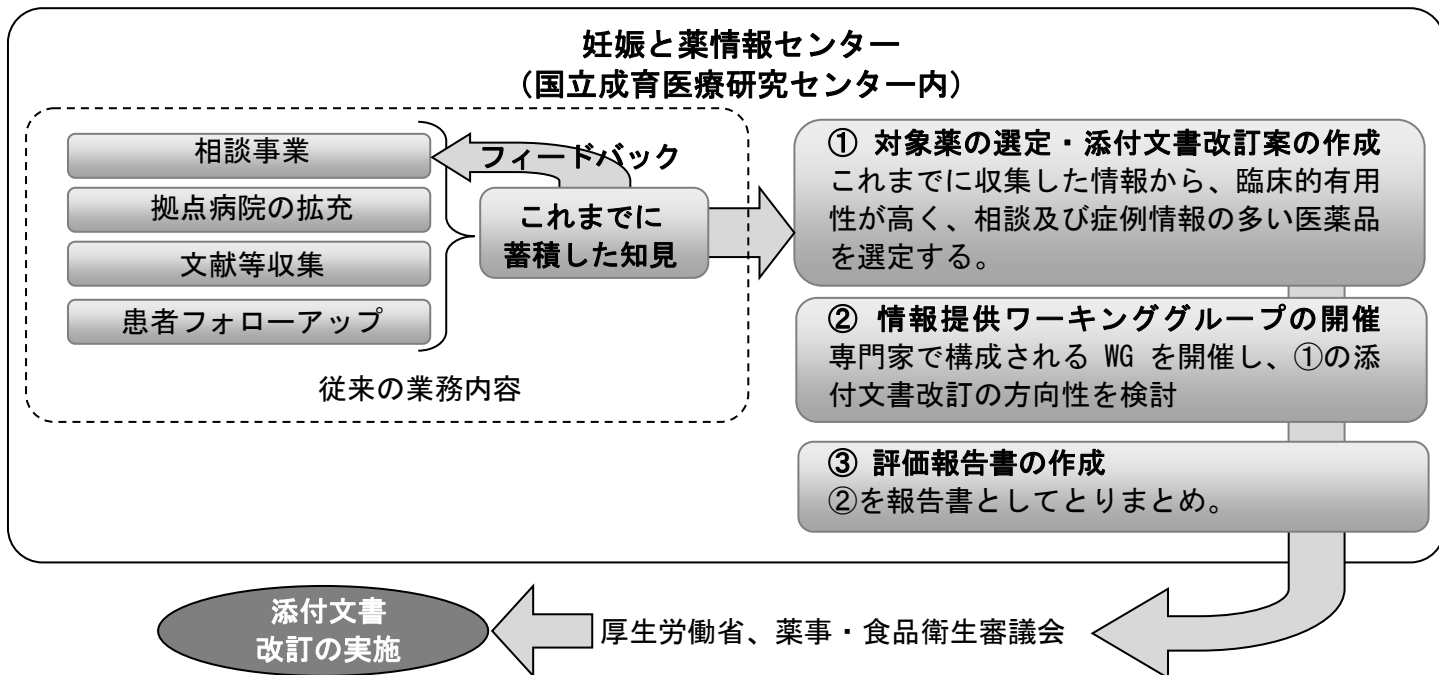 妊娠と薬情報センター
（国立成育医療研究センター内）
相談事業
拠点病院の拡充
文献等収集
患者フォローアップ
フィードバック
これまでに
蓄積した知見
従来の業務内容
① 対象薬の選定・添付文書改訂案の作成
これまでに収集した情報から、臨床的有用
性が高く、相談及び症例情報の多い医薬品
を選定する。
② 情報提供ワーキンググループの開催
専門家で構成される WG を開催し、①の添
付文書改訂の方向性を検討
③ 評価報告書の作成
②を報告書としてとりまとめ。
添付文書
改訂の実施
厚生労働省、薬事・食品衛生審議会